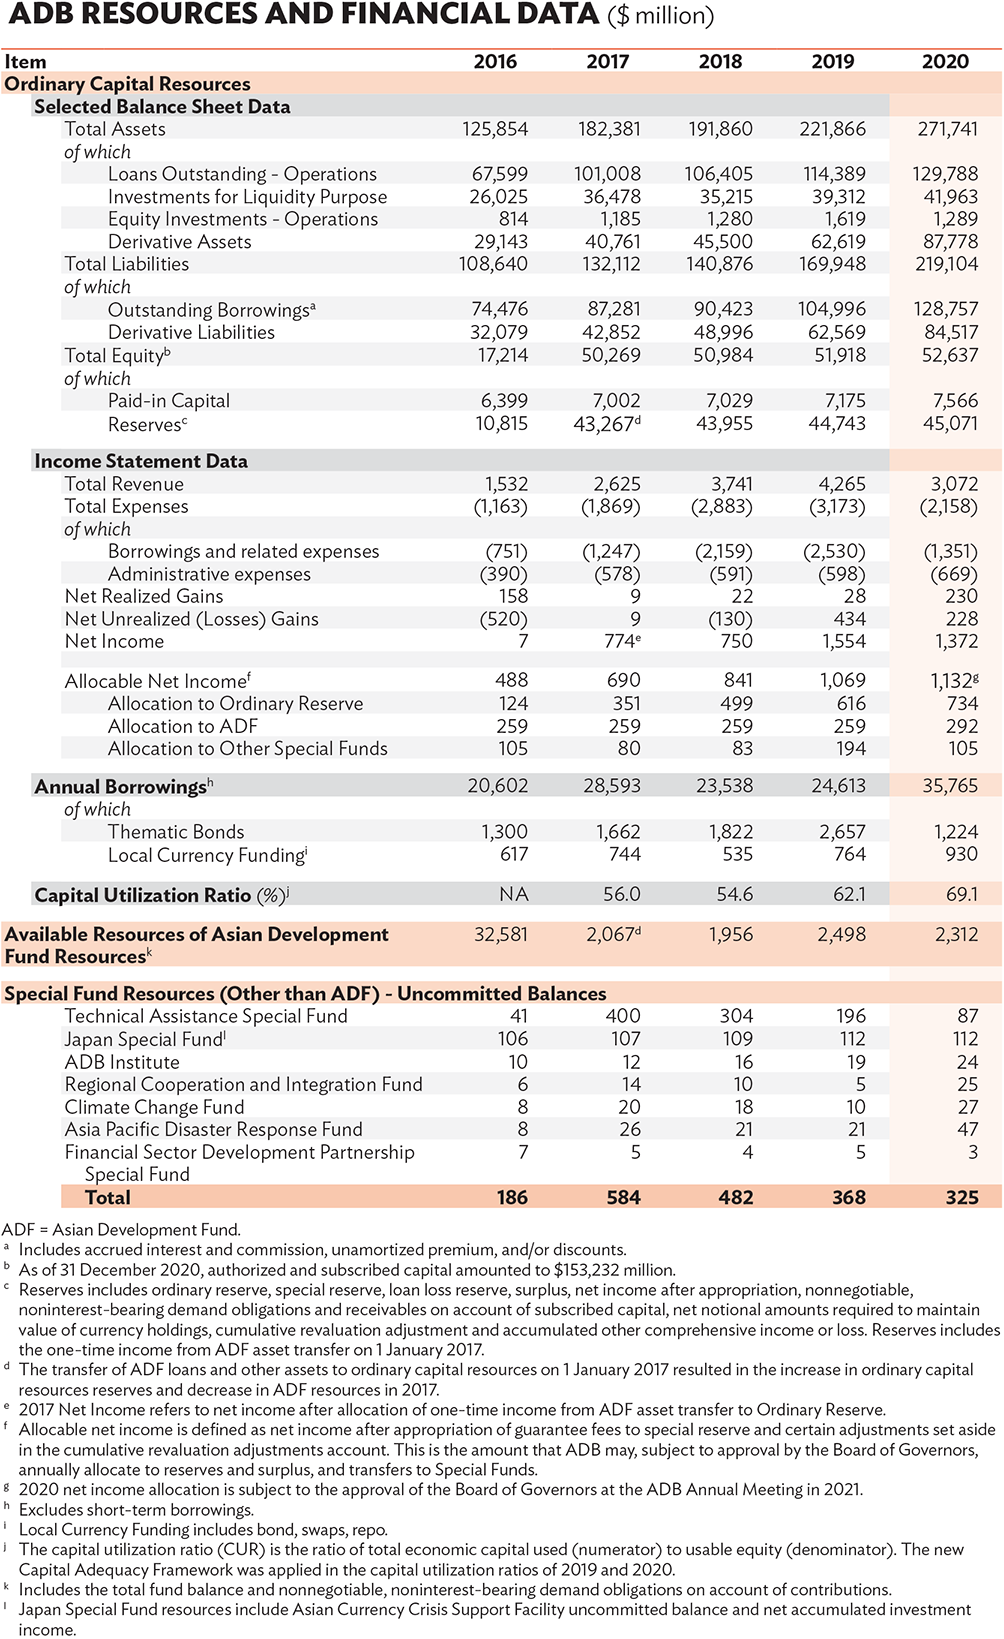 ADB RESOURCES AND FINANCIAL DATA ($ million)
Item 2016 2017 2018 2019 2020
Ordinary Capital Resources
Selected Balance Sheet Data
Total Assets 125,854 182,381 191,860 221,866 271,741
of which
Loans Outstanding - Operations 67,599 101,008 106,405 114,389 129,788
Investments for Liquidity Purpose 26,025 36,478 35,215 39,312 41,963
Equity Investments - Operations 814 1,185 1,280 1,619 1,289
Derivative Assets 29,143 40,761 45,500 62,619 87,778
Total Liabilities 108,640 132,112 140,876 169,948 219,104
of which
Outstanding Borrowingsᵃ 74,476 87,281 90,423 104,996 128,757
Derivative Liabilities 32,079 42,852 48,996 62,569 84,517
Total Equityᵇ 17,214 50,269 50,984 51,918 52,637
of which
Paid-in Capital 6,399 7,002 7,029 7,175 7,566
Reservesᶜ 10,815 43,267ᵈ 43,955 44,743 45,071
Income Statement Data
Total Revenue 1,532 2,625 3,741 4,265 3,072
Total Expenses (1,163) (1,869) (2,883) (3,173) (2,158)
of which
Borrowings and related expenses (751) (1,247) (2,159) (2,530) (1,351)
Administrative expenses (390) (578) (591) (598) (669)
Net Realized Gains 158 9 22 28 230
Net Unrealized (Losses) Gains (520) 9 (130) 434 228
Net Income 7 774ᵉ 750 1,554 1,372
Allocable Net Incomeᶠ 488 690 841 1,069 1,132ᵍ
Allocation to Ordinary Reserve 124 351 499 616 734
Allocation to ADF 259 259 259 259 292
Allocation to Other Special Funds 105 80 83 194 105
Annual Borrowingsʰ 20,602 28,593 23,538 24,613 35,765
of which
Thematic Bonds 1,300 1,662 1,822 2,657 1,224
Local Currency Fundingⁱ 617 744 535 764 930
Capital Utilization Ratio (%)ʲ NA 56.0 54.6 62.1 69.1
Available Resources of Asian Development 32,581 2,067ᵈ 1,956 2,498 2,312
Fund Resourcesᵏ
Special Fund Resources (Other than ADF) - Uncommitted Balances
Technical Assistance Special Fund 41 400 304 196 87
Japan Special Fundˡ 106 107 109 112 112
ADB Institute 10 12 16 19 24
Regional Cooperation and Integration Fund 6 14 10 5 25
Climate Change Fund 8 20 18 10 27
Asia Pacific Disaster Response Fund 8 26 21 21 47
Financial Sector Development Partnership 7 5 4 5 3
Special Fund
Total 186 584 482 368 325
ADF = Asian Development Fund.
ᵃ Includes accrued interest and commission, unamortized premium, and/or discounts.
ᵇ As of 31 December 2020, authorized and subscribed capital amounted to $153,232 million.
ᶜ Reserves includes ordinary reserve, special reserve, loan loss reserve, surplus, net income after appropriation, nonnegotiable,
noninterest-bearing demand obligations and receivables on account of subscribed capital, net notional amounts required to maintain
value of currency holdings, cumulative revaluation adjustment and accumulated other comprehensive income or loss. Reserves includes
the one-time income from ADF asset transfer on 1 January 2017.
ᵈ The transfer of ADF loans and other assets to ordinary capital resources on 1 January 2017 resulted in the increase in ordinary capital
resources reserves and decrease in ADF resources in 2017.
ᵉ 2017 Net Income refers to net income after allocation of one-time income from ADF asset transfer to Ordinary Reserve.
ᶠ Allocable net income is defined as net income after appropriation of guarantee fees to special reserve and certain adjustments set aside
in the cumulative revaluation adjustments account. This is the amount that ADB may, subject to approval by the Board of Governors,
annually allocate to reserves and surplus, and transfers to Special Funds.
ᵍ 2020 net income allocation is subject to the approval of the Board of Governors at the ADB Annual Meeting in 2021.
ʰ Excludes short-term borrowings.
ⁱ Local Currency Funding includes bond, swaps, repo.
ʲ The capital utilization ratio (CUR) is the ratio of total economic capital used (numerator) to usable equity (denominator). The new
Capital Adequacy Framework was applied in the capital utilization ratios of 2019 and 2020.
ᵏ Includes the total fund balance and nonnegotiable, noninterest-bearing demand obligations on account of contributions.
ˡ Japan Special Fund resources include Asian Currency Crisis Support Facility uncommitted balance and net accumulated investment
income.